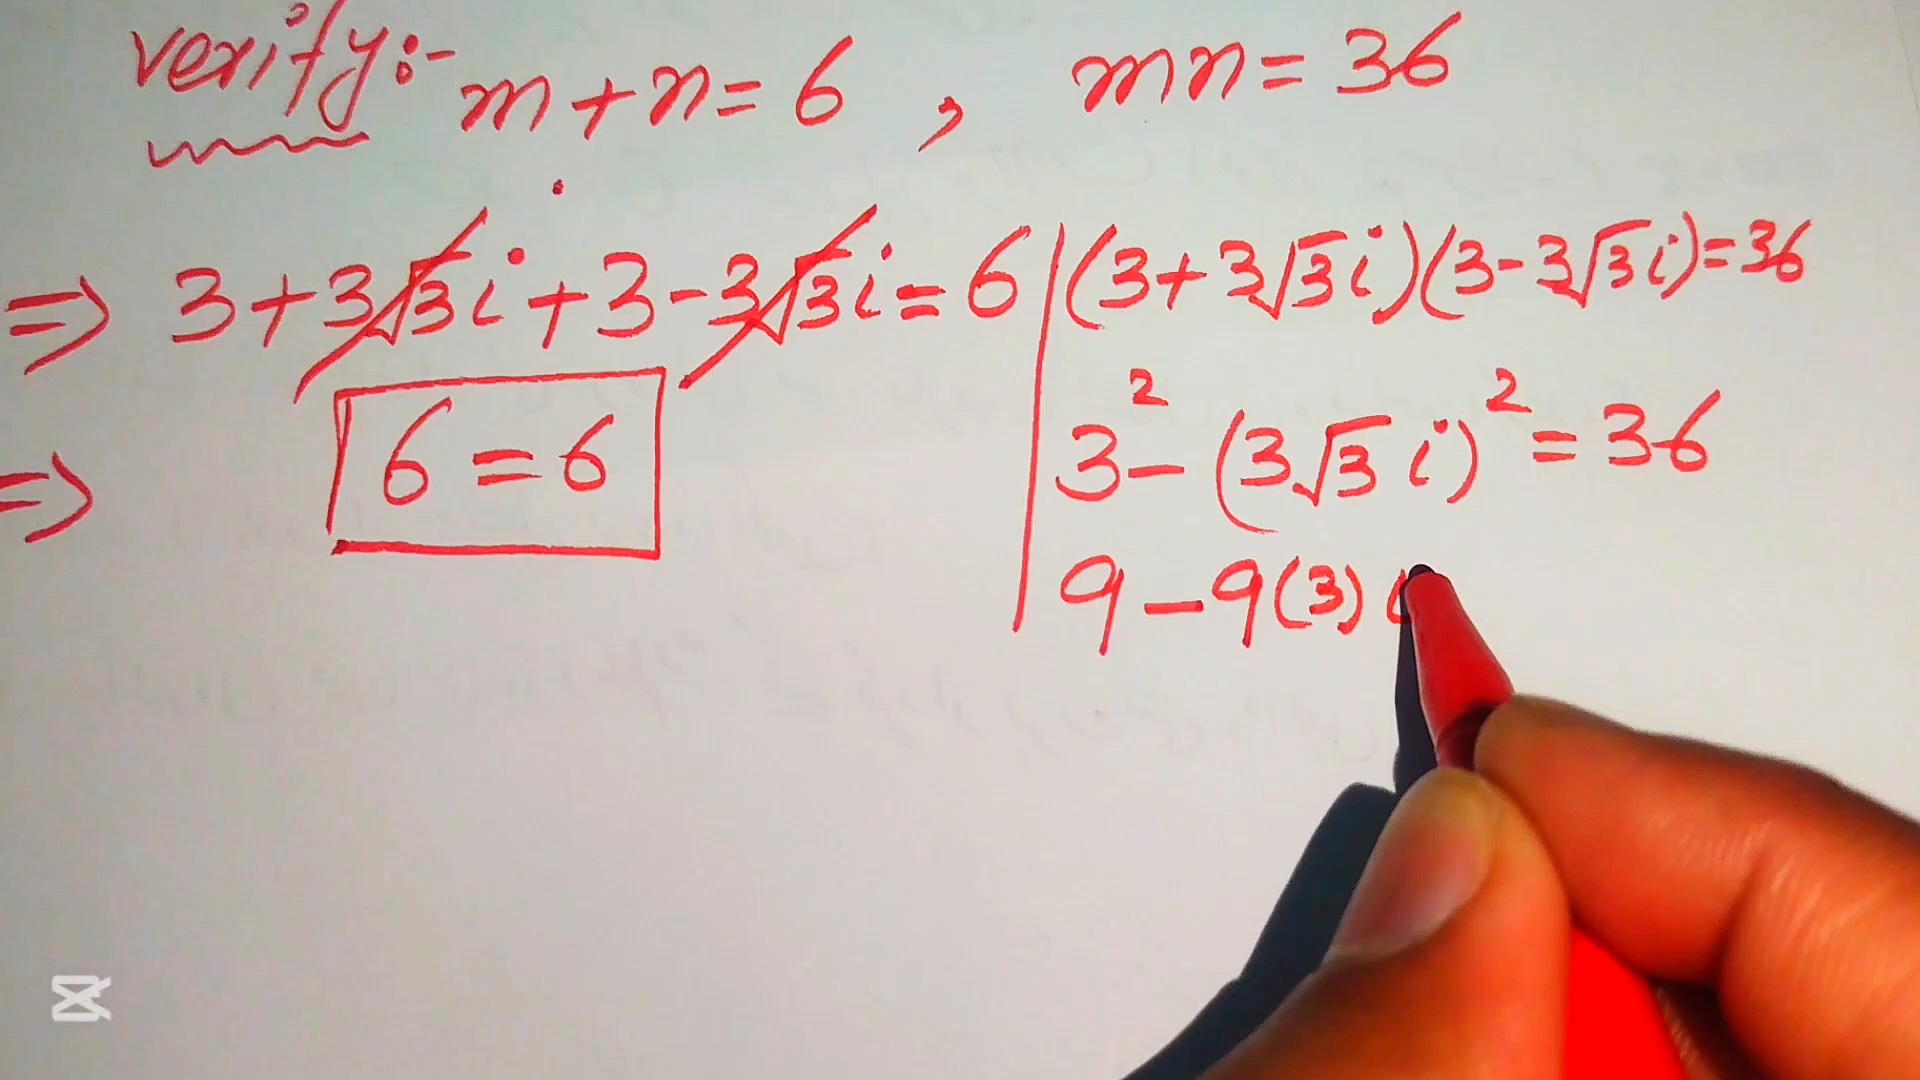 verify:- m + n = 6 , mn = 36
⇒ 3 + 3√3i + 3 - 3√3i = 6
⇒ 6 = 6
(3 + 3√3i)(3 - 3√3i) = 36
3² - (3√3i)² = 36
9 - 9(3)(